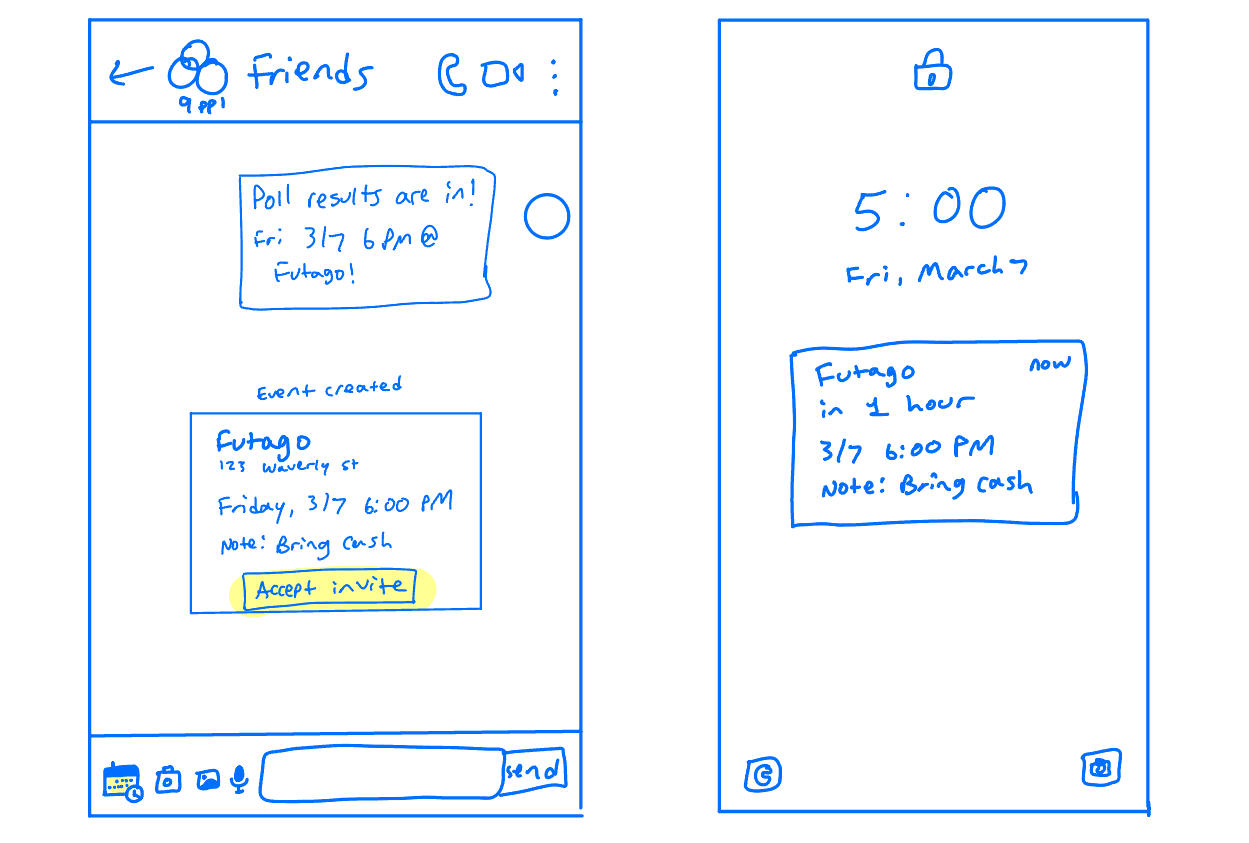 Friends
9 ppl
Poll results are in!
Fri 3/7 6 PM @
Futago!
Event created
Futago
123 Waverly st
Friday, 3/7 6:00 PM
Note: Bring cash
Accept invite
send
5:00
Fri, March 7
Futago now
in 1 hour
3/7 6:00 PM
Note: Bring cash